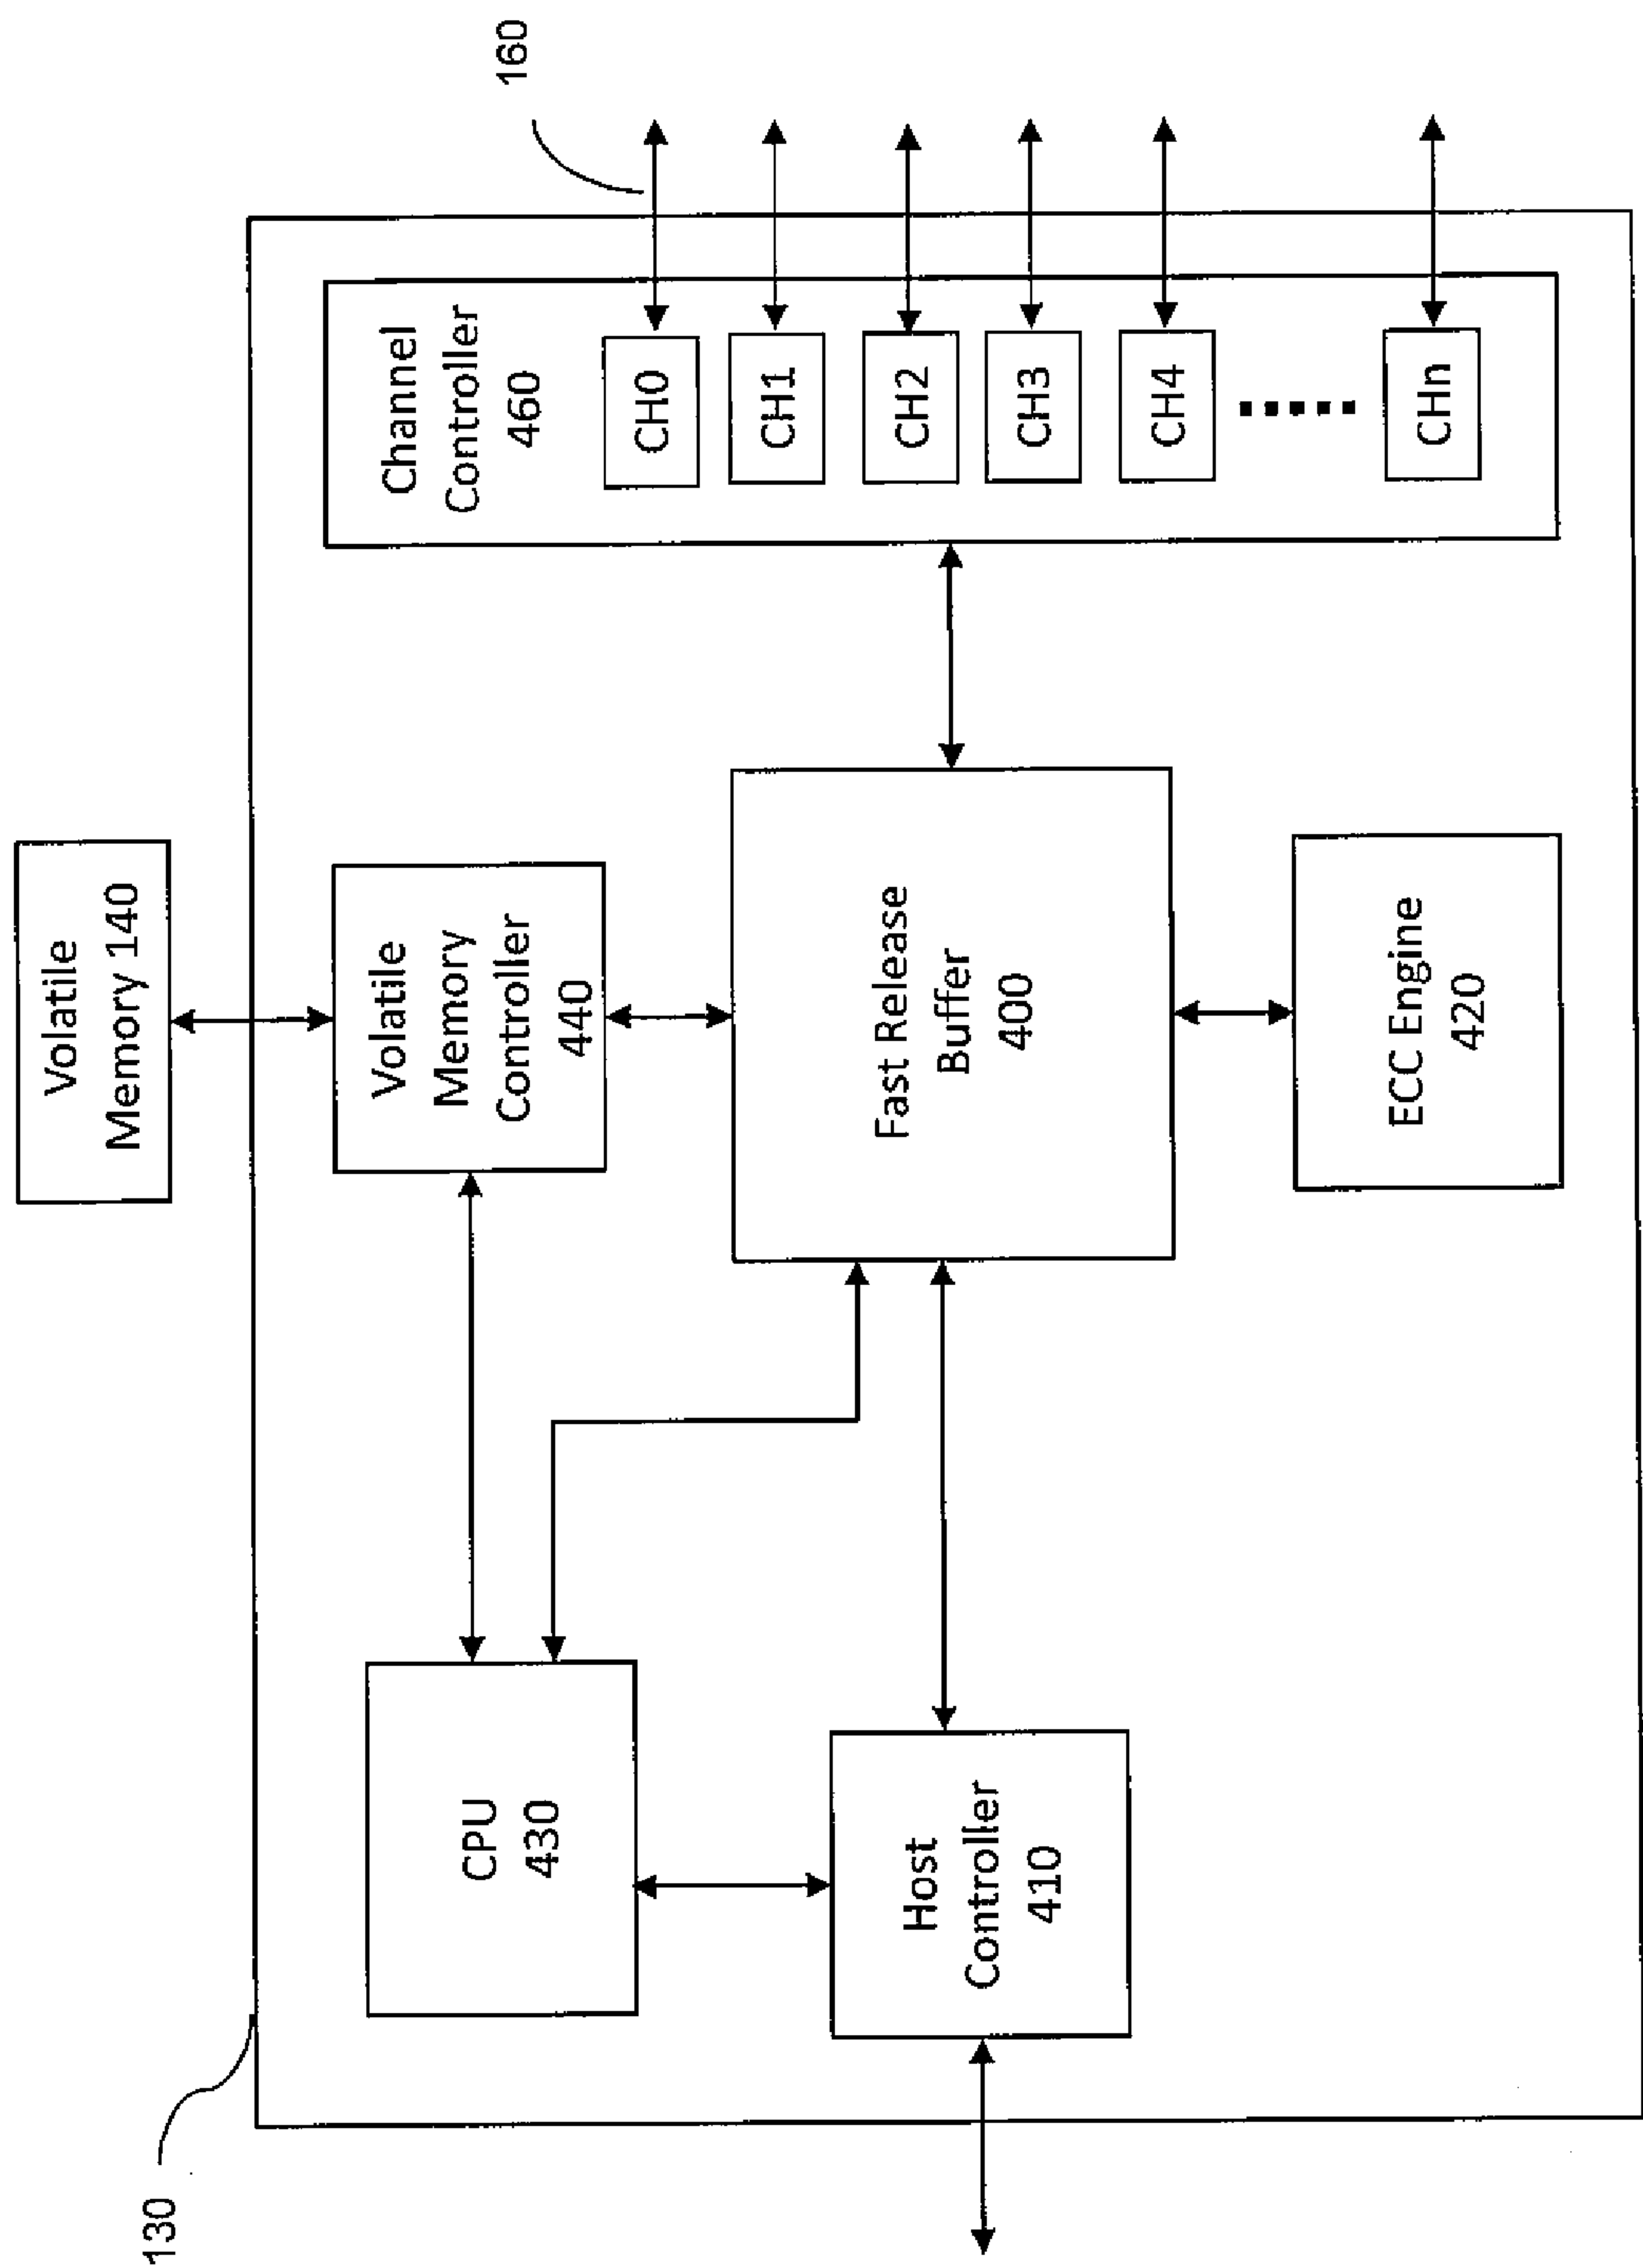 130
Volatile
Memory 140
160
CPU
430
Volatile
Memory
Controller
440
Channel
Controller
460
CH0
CH1
CH2
CH3
CH4
CHn
Host
Controller
410
Fast Release
Buffer
400
ECC Engine
420